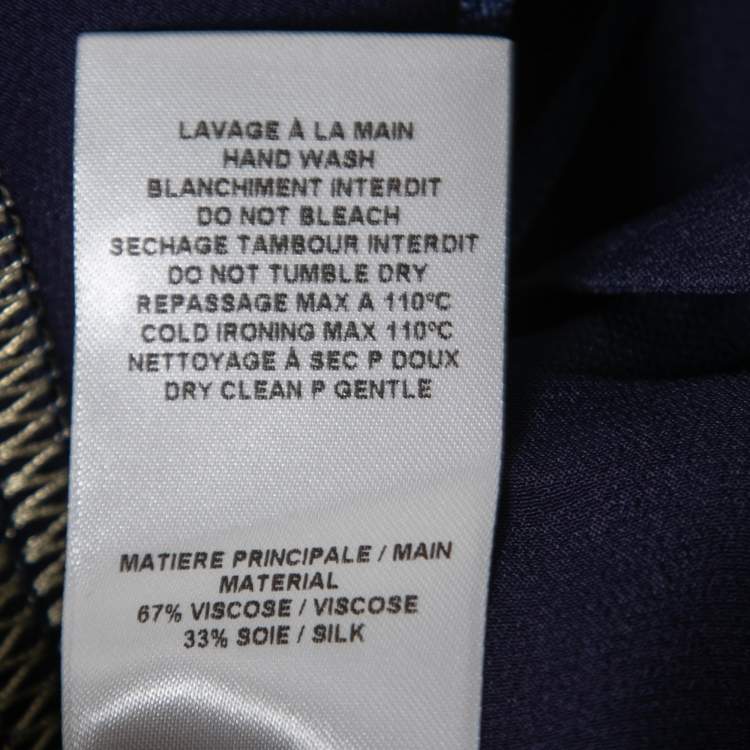 LAVAGE À LA MAIN
HAND WASH
BLANCHIMENT INTERDIT
DO NOT BLEACH
SECHAGE TAMBOUR INTERDIT
DO NOT TUMBLE DRY
REPASSAGE MAX A 110ºC
COLD IRONING MAX 110ºC
NETTOYAGE À SEC P DOUX
DRY CLEAN P GENTLE
MATIERE PRINCIPALE / MAIN
MATERIAL
67% VISCOSE / VISCOSE
33% SOIE / SILK